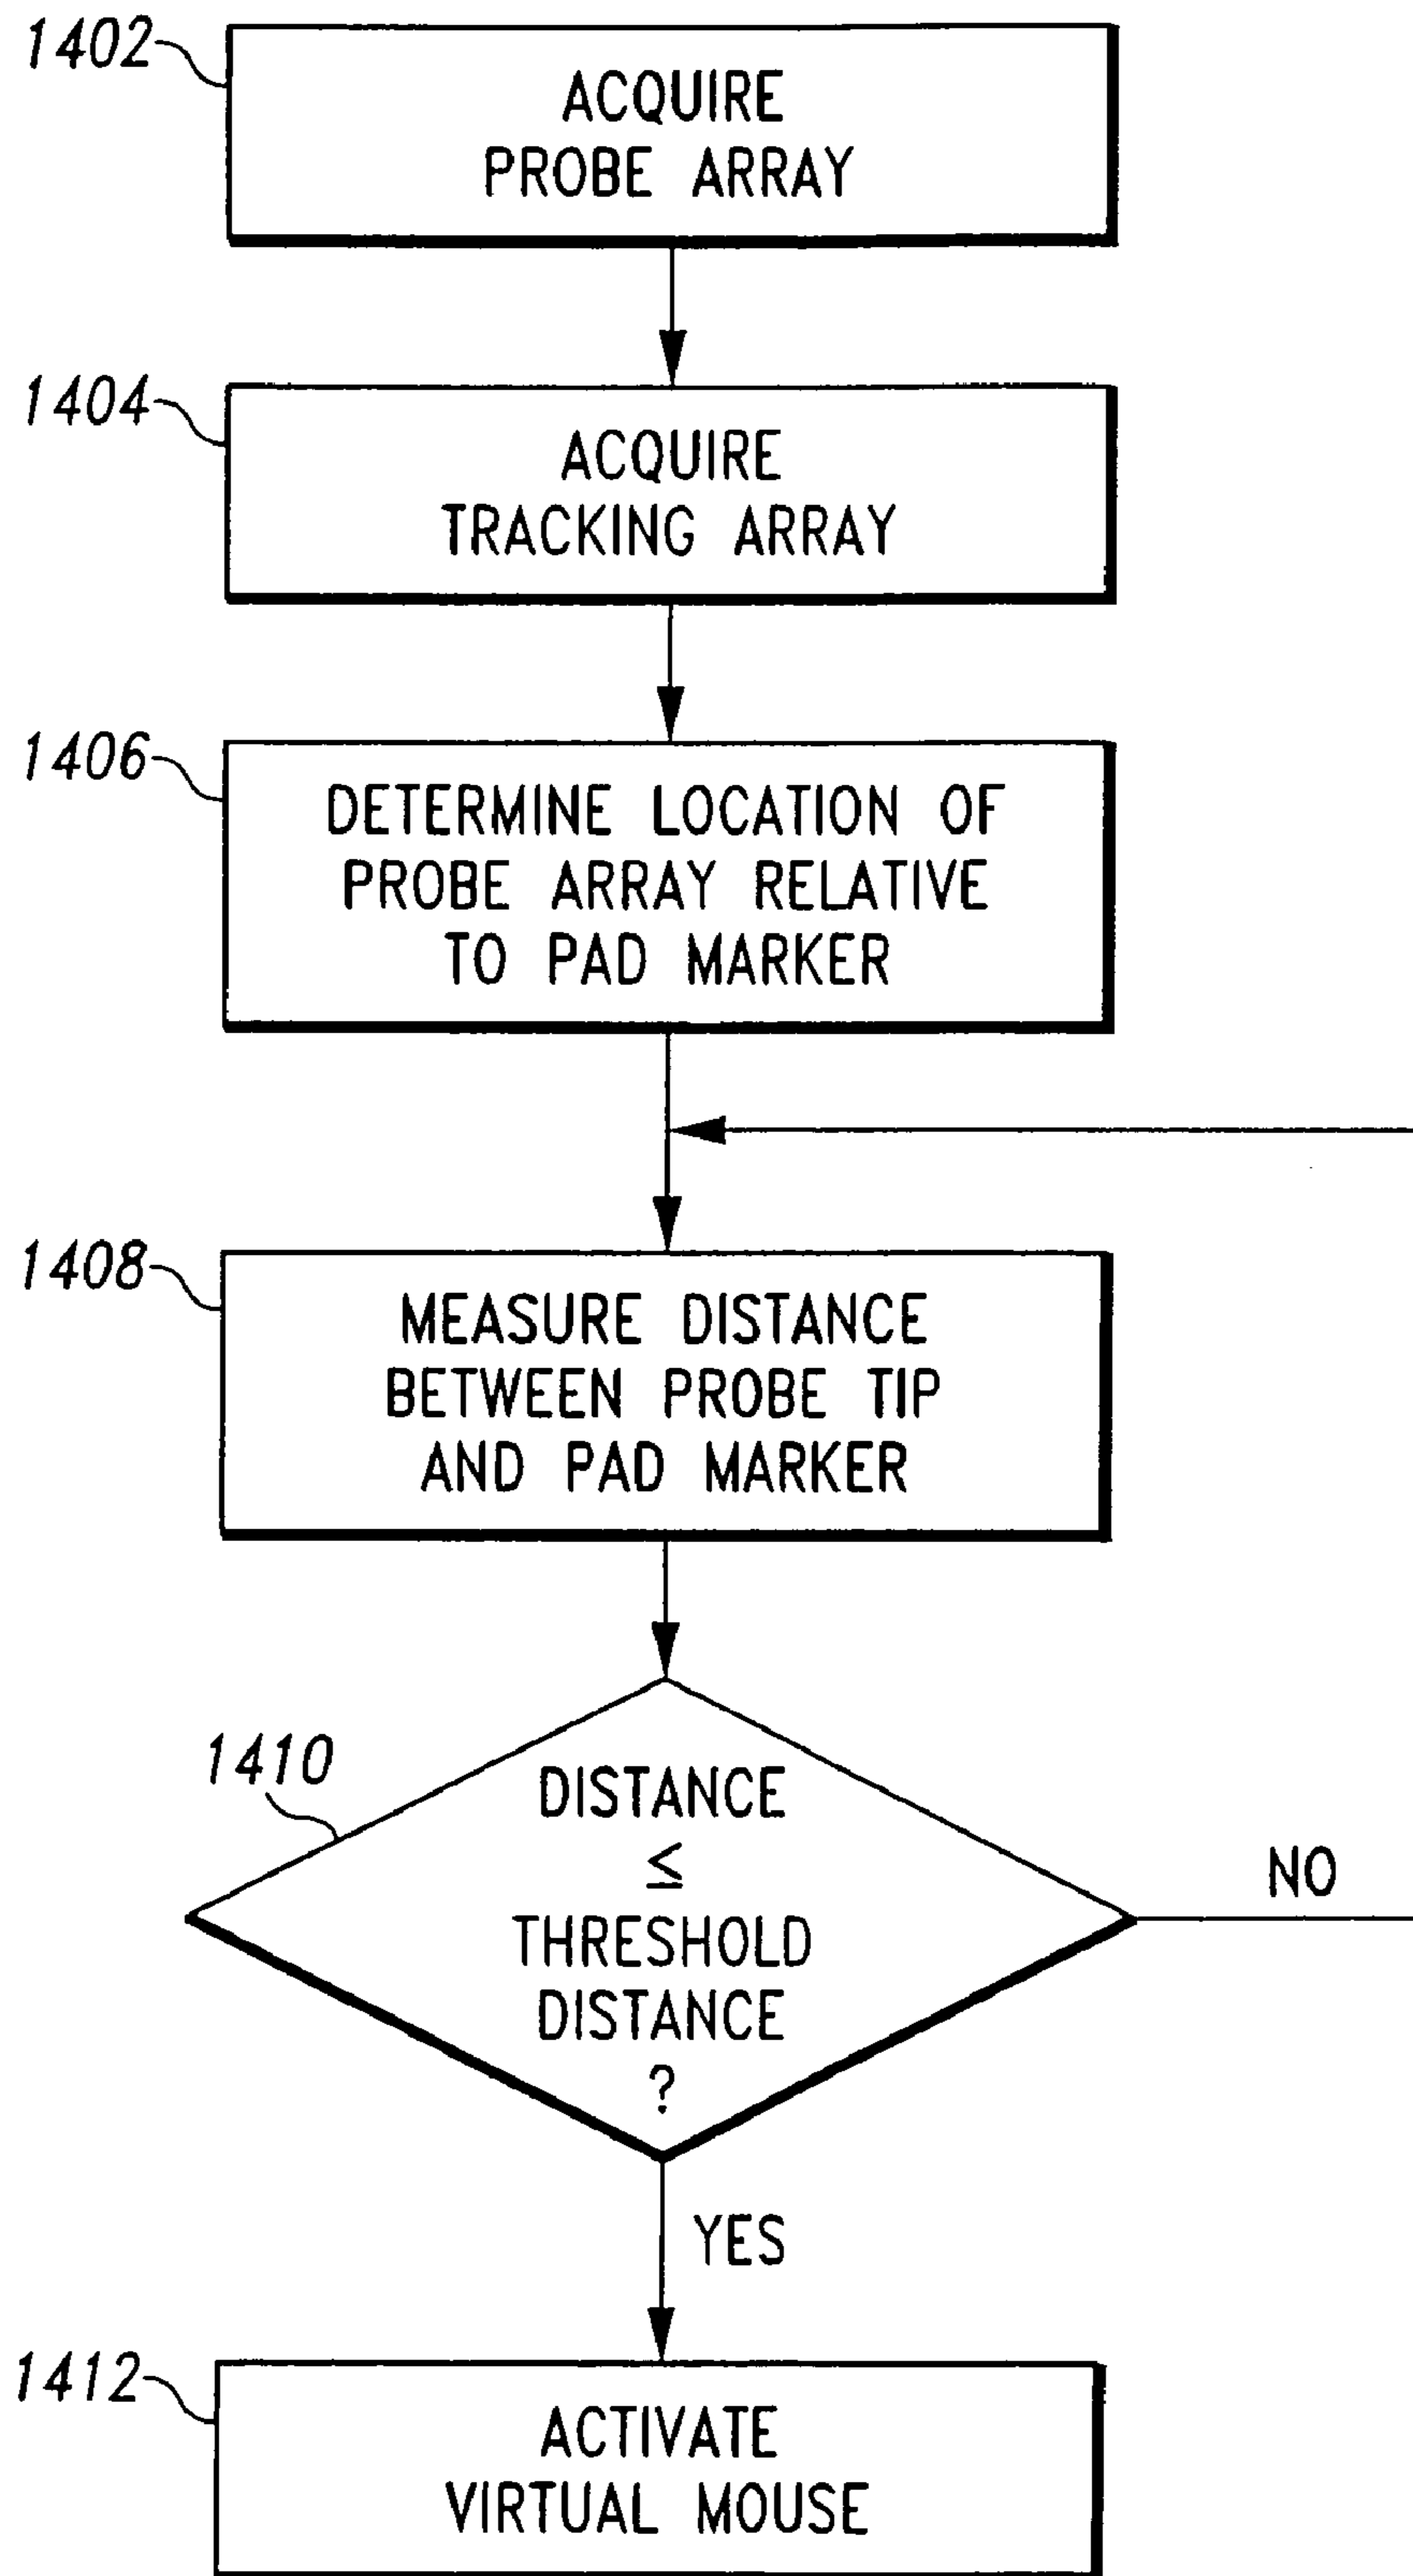 1402
ACQUIRE
PROBE ARRAY
1404
ACQUIRE
TRACKING ARRAY
1406
DETERMINE LOCATION OF
PROBE ARRAY RELATIVE
TO PAD MARKER
1408
MEASURE DISTANCE
BETWEEN PROBE TIP
AND PAD MARKER
1410
DISTANCE
≤
THRESHOLD
DISTANCE
?
NO
YES
1412
ACTIVATE
VIRTUAL MOUSE